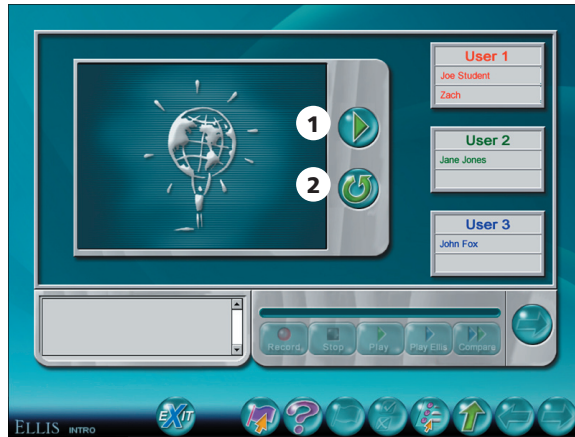 User 1
Joe Student
Zach
1
2
User 2
Jane Jones
User 3
John Fox
Record
Stop
Play
Play Ellis
Compare
EXIT
ELLIS INTRO